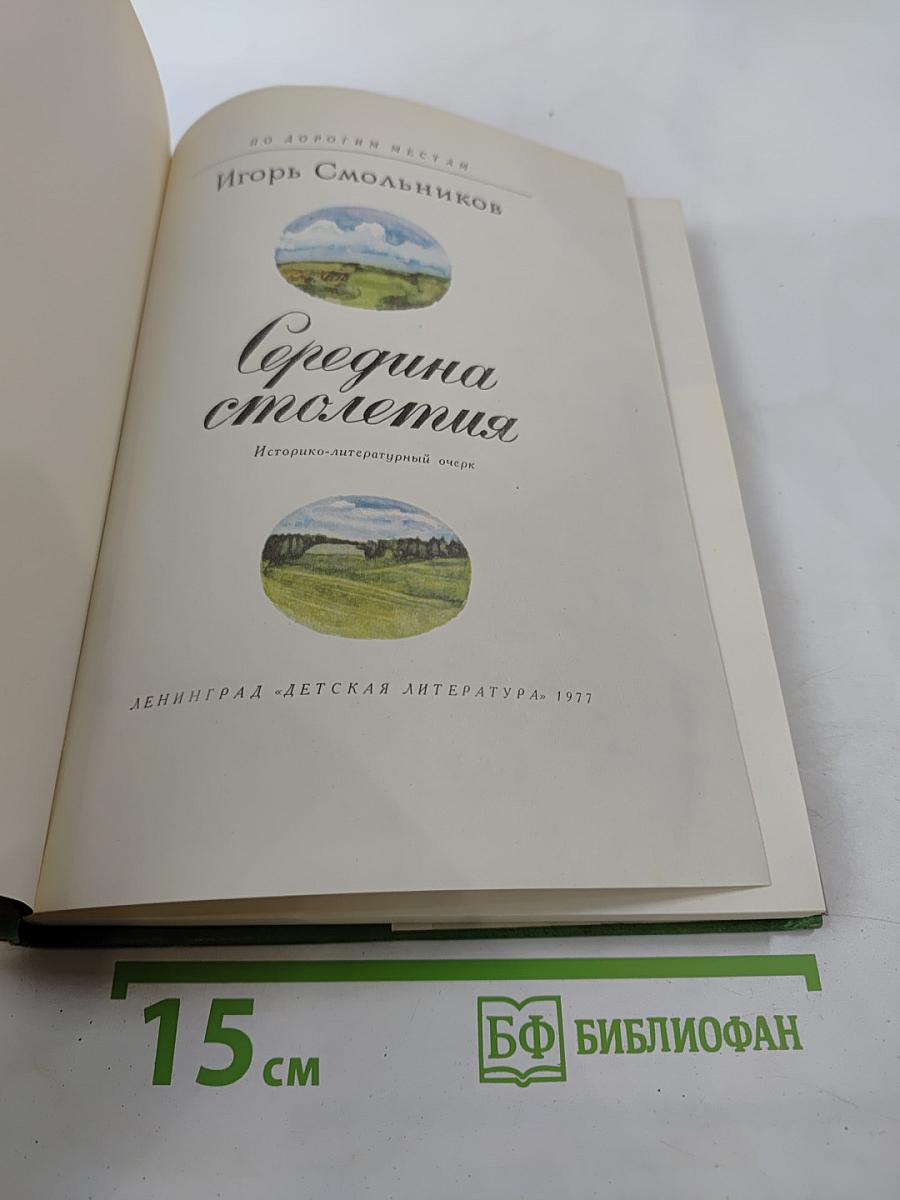 ПО ДОРОГИМ МЕСТАМ
Игорь Смольников
Середина
столетия
Историко-литературный очерк
ЛЕНИНГРАД «ДЕТСКАЯ ЛИТЕРАТУРА» 1977
15 см
БФ БИБЛИОФАН